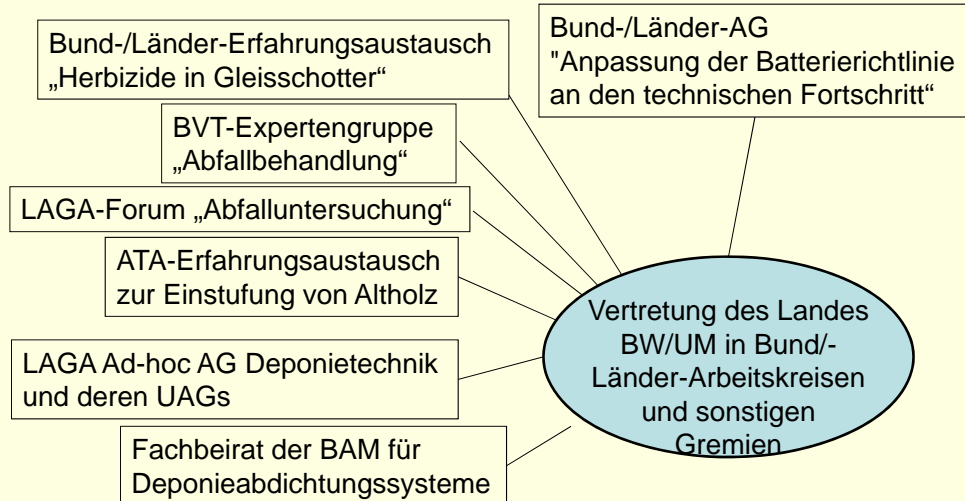 Bund-/Länder-Erfahrungsaustausch
„Herbizide in Gleisschotter“
Bund-/Länder-AG
"Anpassung der Batterierichtlinie
an den technischen Fortschritt“
BVT-Expertengruppe
„Abfallbehandlung“
LAGA-Forum „Abfalluntersuchung“
ATA-Erfahrungsaustausch
zur Einstufung von Altholz
LAGA Ad-hoc AG Deponietechnik
und deren UAGs
Fachbeirat der BAM für
Deponieabdichtungssysteme
Vertretung des Landes
BW/UM in Bund/-
Länder-Arbeitskreisen
und sonstigen
Gremien